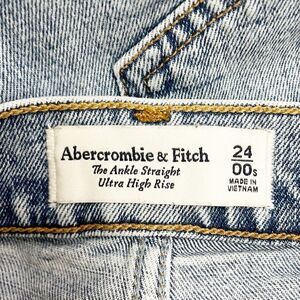 Abercrombie & Fitch
The Ankle Straight
Ultra High Rise
24
00s
MADE IN
VIETNAM